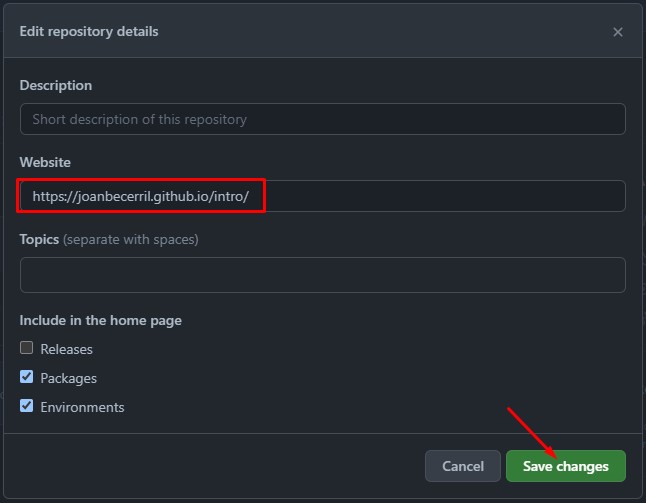 Edit repository details
Description
Short description of this repository
Website
https://joanbecerril.github.io/intro/
Topics (separate with spaces)
Include in the home page
Releases
Packages
Environments
Cancel
Save changes